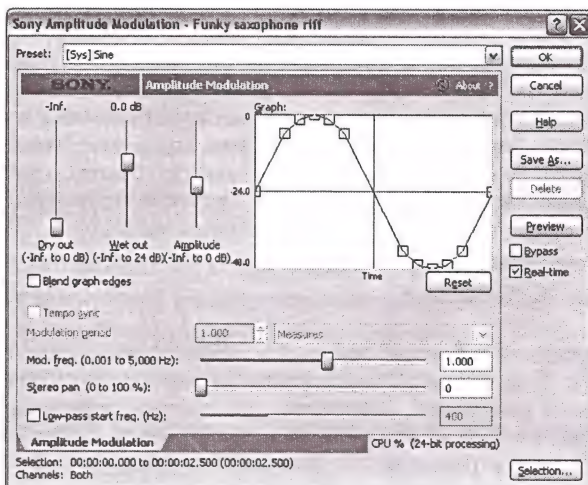 Sony Amplitude Modulation - Funky saxophone riff
Preset: [Sys] Sine
OK
SONY. Amplitude Modulation About ?
Cancel
-Inf. 0.0 dB Graph:
0
Help
Save As...
-24.0
Delete
Preview
Dry out Wet out Amplitude
(-Inf. to 0 dB) (-Inf. to 24 dB)(-Inf. to 0 dB)
-48.0
Time
Bypass
Blend graph edges
Reset
Real-time
Tempo sync
Modulation period 1.000 Measures
Mod. freq. (0.001 to 5,000 Hz): 1.000
Stereo pan (0 to 100 %): 0
Low-pass start freq. (Hz): 400
Amplitude Modulation CPU % (24-bit processing)
Selection: 00:00:00.000 to 00:00:02.500 (00:00:02.500)
Channels: Both
Selection...